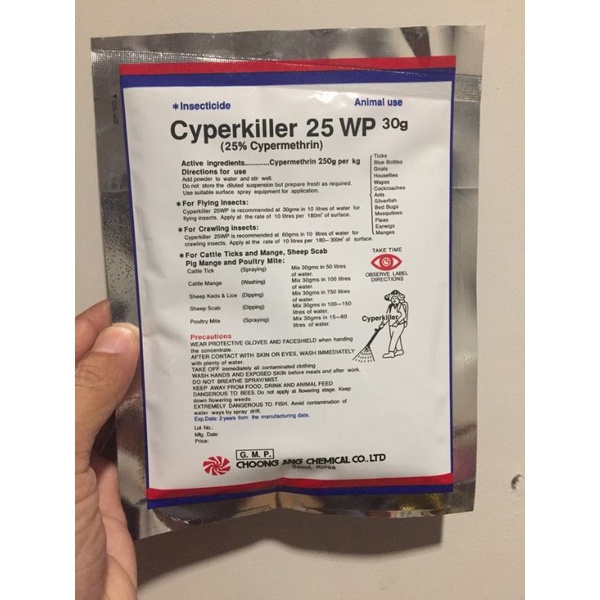 *Insecticide
Animal use
Cyperkiller 25 WP 30g
(25% Cypermethrin)
Active ingredients............Cypermethrin 250g per kg
Directions for use
Add powder to water and stir well.
Do not store the diluted suspension but prepare fresh as required.
Use suitable surface spray equipment for application.
*For Flying Insects:
Cyperkiller 25WP is recommended at 30gms in 10 litres of water for
flying insects. Apply at the rate of 10 litres per 180m² of surface.
*For Crawling Insects:
Cyperkiller 25WP is recommended at 60gms in 10 litres of water for
crawling insects. Apply at the rate of 10 litres per 180–300m² of surface.
Ticks
Blue Bottles
Gnats
Houseflies
Wasps
Cockroaches
Ants
Silverfish
Bed Bugs
Mosquitoes
Fleas
Earwigs
Manges
*For Cattle Ticks and Mange, Sheep Scab
Pig Mange and Poultry Mite:
Cattle Tick (Spraying) Mix 30gms in 50 litres
of water.
Cattle Mange (Washing) Mix 30gms in 100 litres
of water.
Sheep Keds & Lice (Dipping) Mix 30gms in 750 litres
of water.
Sheep Scab (Dipping) Mix 30gms in 100–150
litres of water.
Poultry Mite (Spraying) Mix 30gms in 15–60
litres of water.
TAKE TIME
OBSERVE LABEL
DIRECTIONS
Cyperkiller
Precautions
WEAR PROTECTIVE GLOVES AND FACESHIELD when handing
the concentrate.
AFTER CONTACT WITH SKIN OR EYES, WASH IMMEDIATELY
with plenty of water.
TAKE OFF immediately all contaminated clothing
WASH HANDS AND EXPOSED SKIN before meals and after work.
DO NOT BREATHE SPRAY/MIST.
KEEP AWAY FROM FOOD, DRINK AND ANIMAL FEED
DANGEROUS TO BEES. Do not apply at flowering stage. Keep
down flowering weeds.
EXTREMELY DANGEROUS TO FISH. Avoid contamination of
water ways by spray drift.
Exp.Date: 2 years from the manufacturing date.
Lot No.:
Mfg. Date:
Price:
G. M. P.
CHOONG ANG CHEMICAL CO., LTD
Seoul, Korea